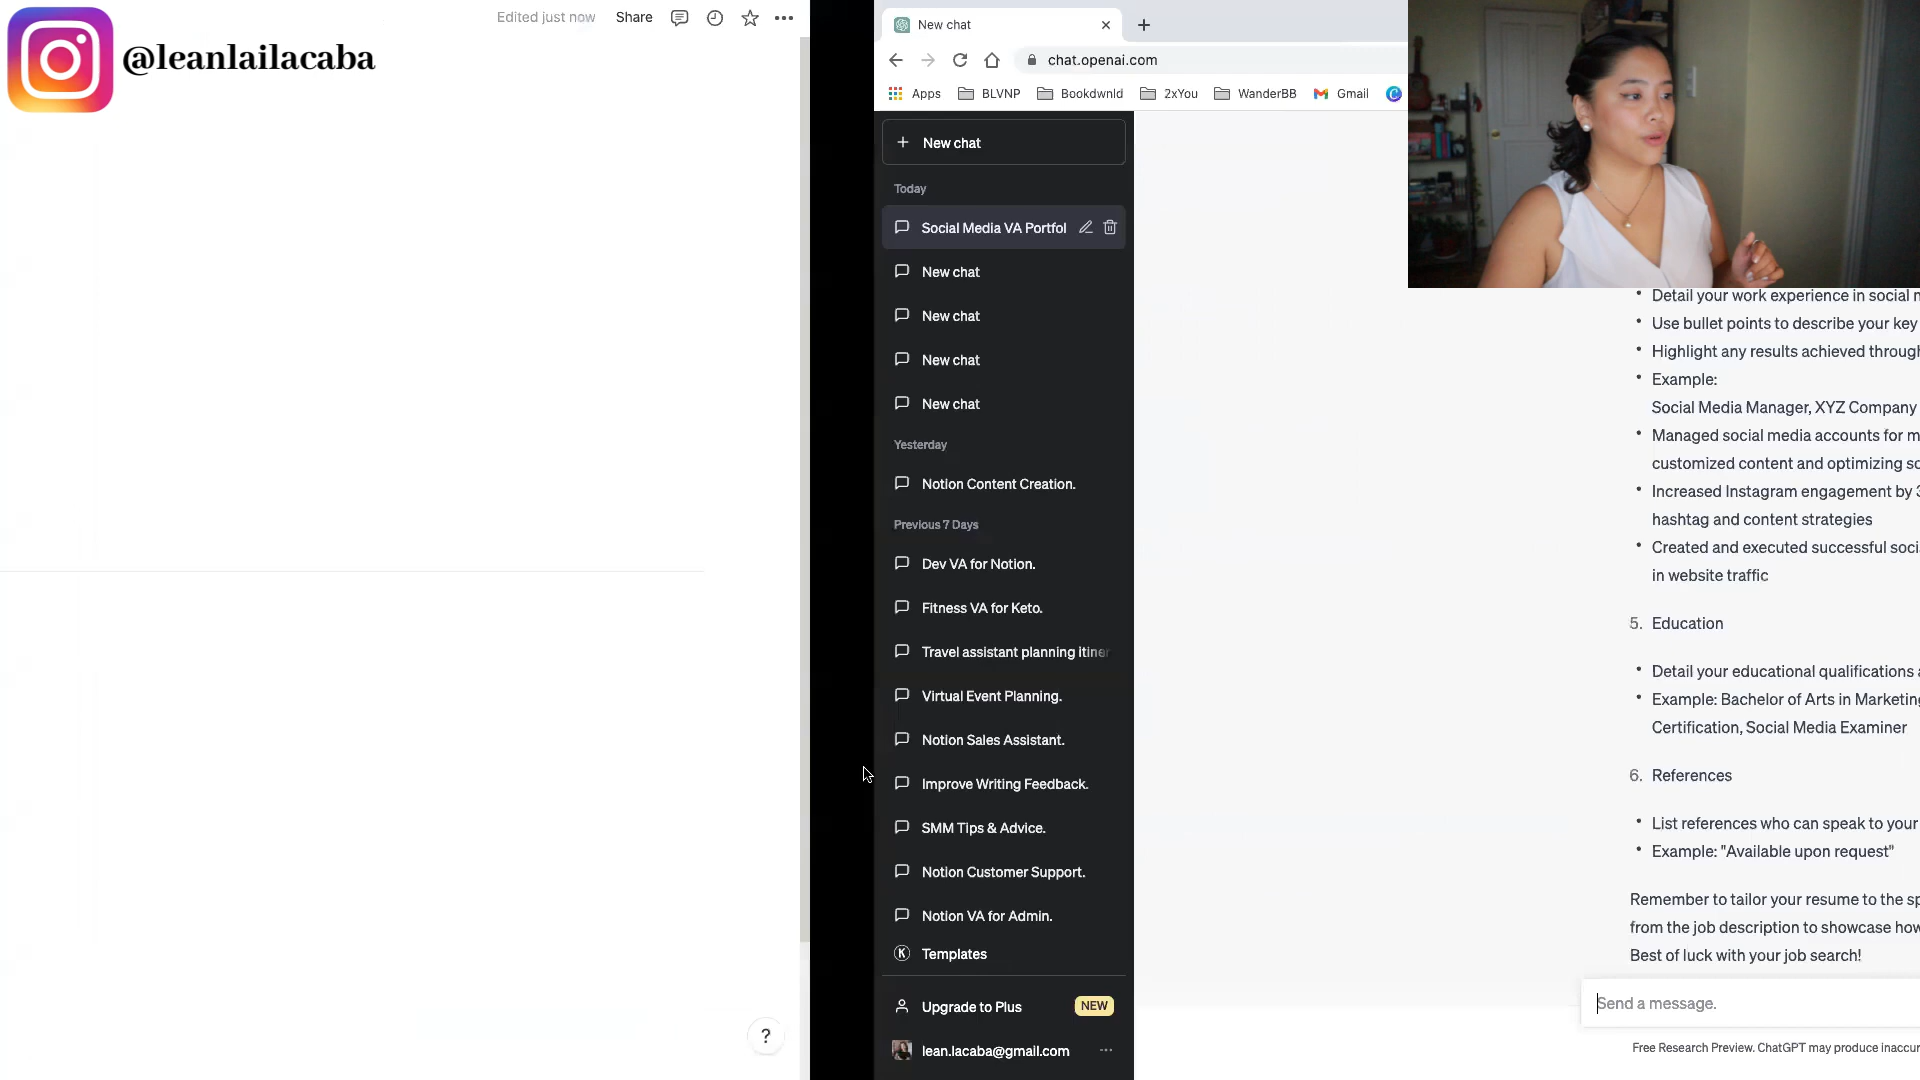 @leanlailacaba
Edited just now Share
New chat
chat.openai.com
Apps BLVNP Bookdwnld 2xYou WanderBB Gmail
New chat
Today
Social Media VA Portfol
New chat
New chat
New chat
New chat
Yesterday
Notion Content Creation.
Previous 7 Days
Dev VA for Notion.
Fitness VA for Keto.
Travel assistant planning itiner
Virtual Event Planning.
Notion Sales Assistant.
Improve Writing Feedback.
SMM Tips & Advice.
Notion Customer Support.
Notion VA for Admin.
Templates
Upgrade to Plus NEW
lean.lacaba@gmail.com
?
Detail your work experience in social
Use bullet points to describe your key
Highlight any results achieved through
Example:
Social Media Manager, XYZ Company
Managed social media accounts for m
customized content and optimizing so
Increased Instagram engagement by 3
hashtag and content strategies
Created and executed successful soci
in website traffic
5. Education
Detail your educational qualifications
Example: Bachelor of Arts in Marketing
Certification, Social Media Examiner
6. References
List references who can speak to your
Example: "Available upon request"
Remember to tailor your resume to the sp
from the job description to showcase how
Best of luck with your job search!
Send a message.
Free Research Preview. ChatGPT may produce inaccur